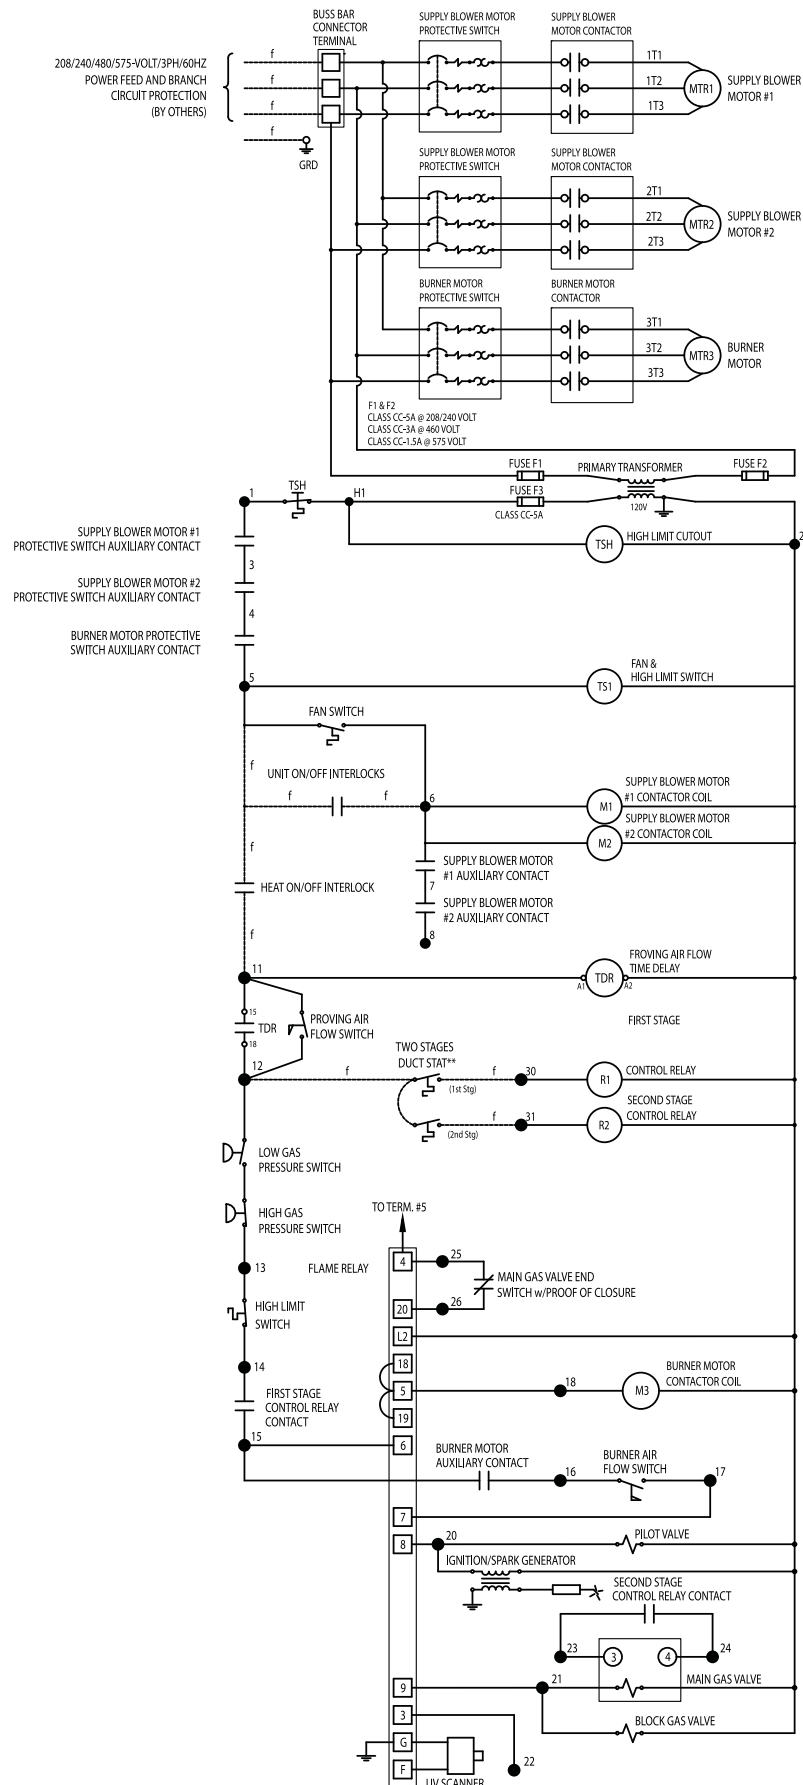 BUSS BAR
CONNECTOR
TERMINAL
SUPPLY BLOWER MOTOR
PROTECTIVE SWITCH
SUPPLY BLOWER
MOTOR CONTACTOR
208/240/480/575-VOLT/3PH/60HZ
POWER FEED AND BRANCH
CIRCUIT PROTECTION
(BY OTHERS)
f
f
f
f
GRD
1T1
1T2
1T3
MTR1
SUPPLY BLOWER
MOTOR #1
SUPPLY BLOWER MOTOR
PROTECTIVE SWITCH
SUPPLY BLOWER
MOTOR CONTACTOR
2T1
2T2
2T3
MTR2
SUPPLY BLOWER
MOTOR #2
BURNER MOTOR
PROTECTIVE SWITCH
BURNER MOTOR
CONTACTOR
3T1
3T2
3T3
MTR3
BURNER
MOTOR
F1 & F2
CLASS CC-5A @ 208/240 VOLT
CLASS CC-3A @ 460 VOLT
CLASS CC-1.5A @ 575 VOLT
FUSE F1
PRIMARY TRANSFORMER
FUSE F2
1
TSH
H1
FUSE F3
CLASS CC-5A
120V
TSH
HIGH LIMIT CUTOUT
2
SUPPLY BLOWER MOTOR #1
PROTECTIVE SWITCH AUXILIARY CONTACT
3
SUPPLY BLOWER MOTOR #2
PROTECTIVE SWITCH AUXILIARY CONTACT
4
BURNER MOTOR PROTECTIVE
SWITCH AUXILIARY CONTACT
5
TS1
FAN &
HIGH LIMIT SWITCH
FAN SWITCH
f
UNIT ON/OFF INTERLOCKS
f
f
6
M1
SUPPLY BLOWER MOTOR
#1 CONTACTOR COIL
M2
SUPPLY BLOWER MOTOR
#2 CONTACTOR COIL
f
SUPPLY BLOWER MOTOR
#1 AUXILIARY CONTACT
7
HEAT ON/OFF INTERLOCK
SUPPLY BLOWER MOTOR
#2 AUXILIARY CONTACT
8
f
11
A1
TDR
A2
FROVING AIR FLOW
TIME DELAY
15
TDR
18
PROVING AIR
FLOW SWITCH
FIRST STAGE
12
f
TWO STAGES
DUCT STAT**
(1st Stg)
f
30
R1
CONTROL RELAY
(2nd Stg)
f
31
R2
SECOND STAGE
CONTROL RELAY
LOW GAS
PRESSURE SWITCH
HIGH GAS
PRESSURE SWITCH
TO TERM. #5
13
FLAME RELAY
4
25
MAIN GAS VALVE END
SWITCH w/PROOF OF CLOSURE
20
26
HIGH LIMIT
SWITCH
L2
14
18
5
18
M3
BURNER MOTOR
CONTACTOR COIL
FIRST STAGE
CONTROL RELAY
CONTACT
19
15
6
BURNER MOTOR
AUXILIARY CONTACT
16
BURNER AIR
FLOW SWITCH
17
7
8
20
PILOT VALVE
IGNITION/SPARK GENERATOR
SECOND STAGE
CONTROL RELAY CONTACT
23
3
4
24
9
21
MAIN GAS VALVE
3
BLOCK GAS VALVE
G
22
F
UV SCANNER